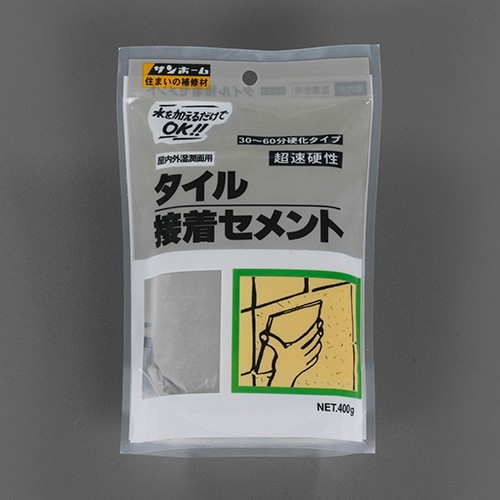 サンホーム
住まいの補修材
水を加えるだけで
OK!!
30〜60分硬化タイプ
屋内外湿潤面用
超速硬性
タイル
接着セメント
NET.400g